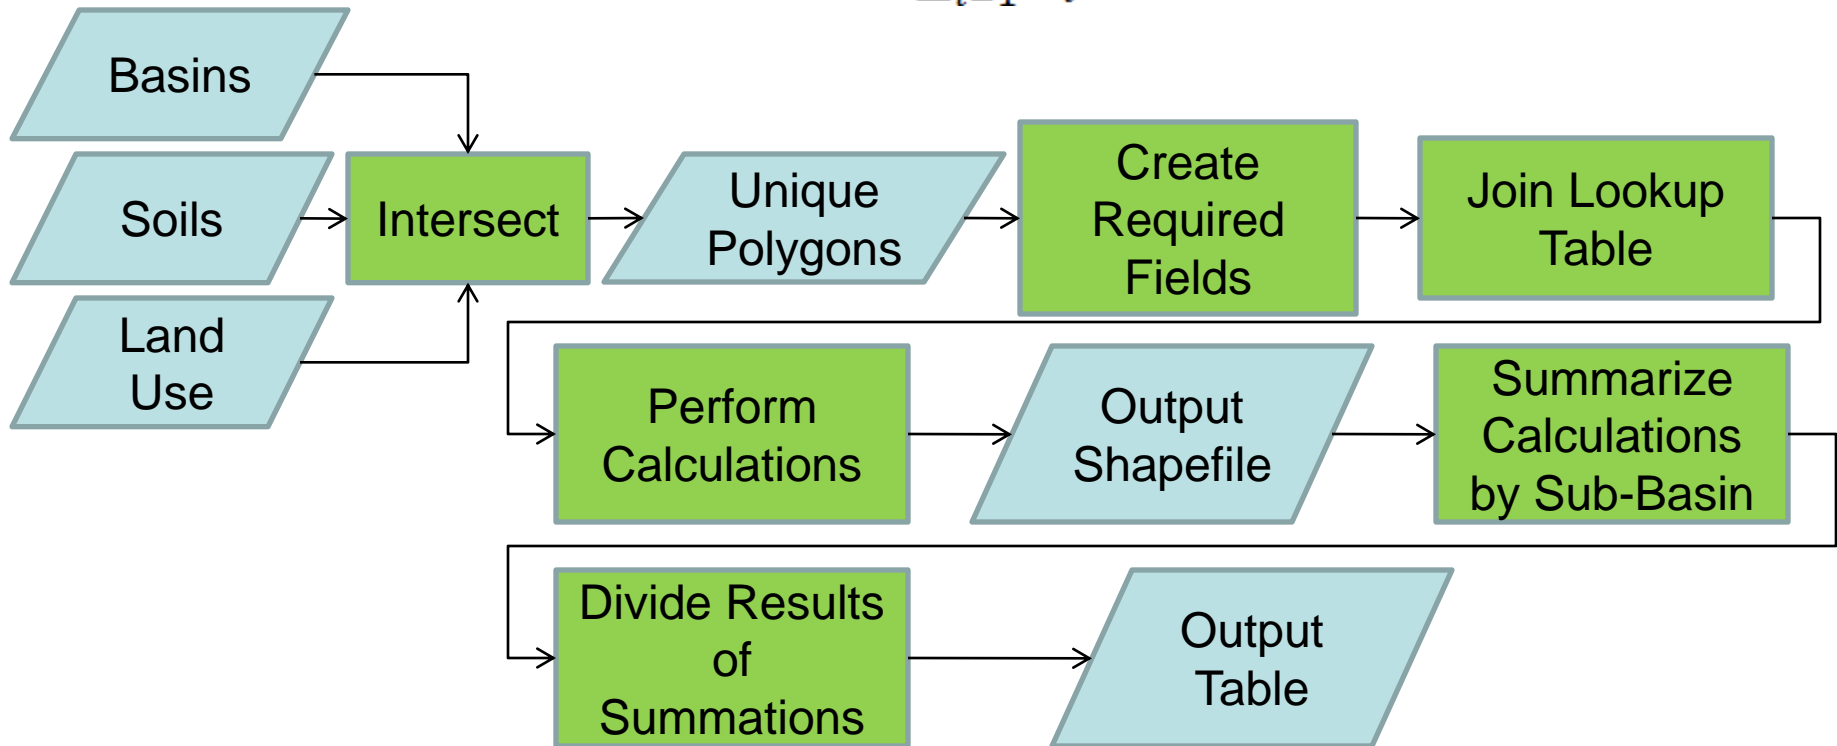 Basins
Soils
Land
Use
Intersect
Unique
Polygons
Create
Required
Fields
Join Lookup
Table
Perform
Calculations
Output
Shapefile
Summarize
Calculations
by Sub-Basin
Divide Results
of
Summations
Output
Table